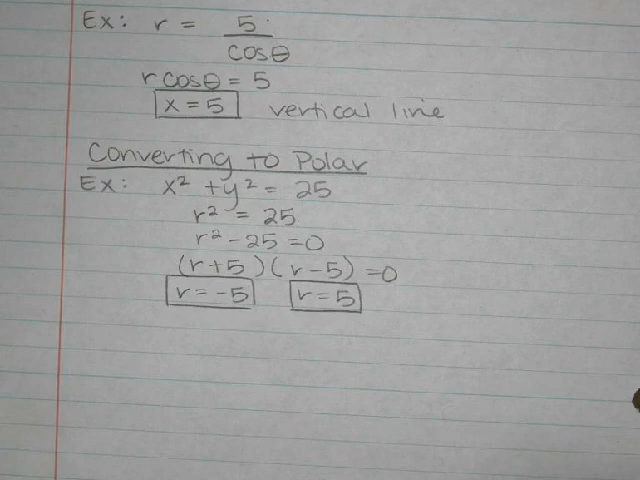 Ex: r = 5/cosθ
r cosθ = 5
x = 5 vertical line
Converting to Polar
Ex: x² + y² = 25
r² = 25
r² - 25 = 0
(r+5)(r-5) = 0
r = -5 r = 5